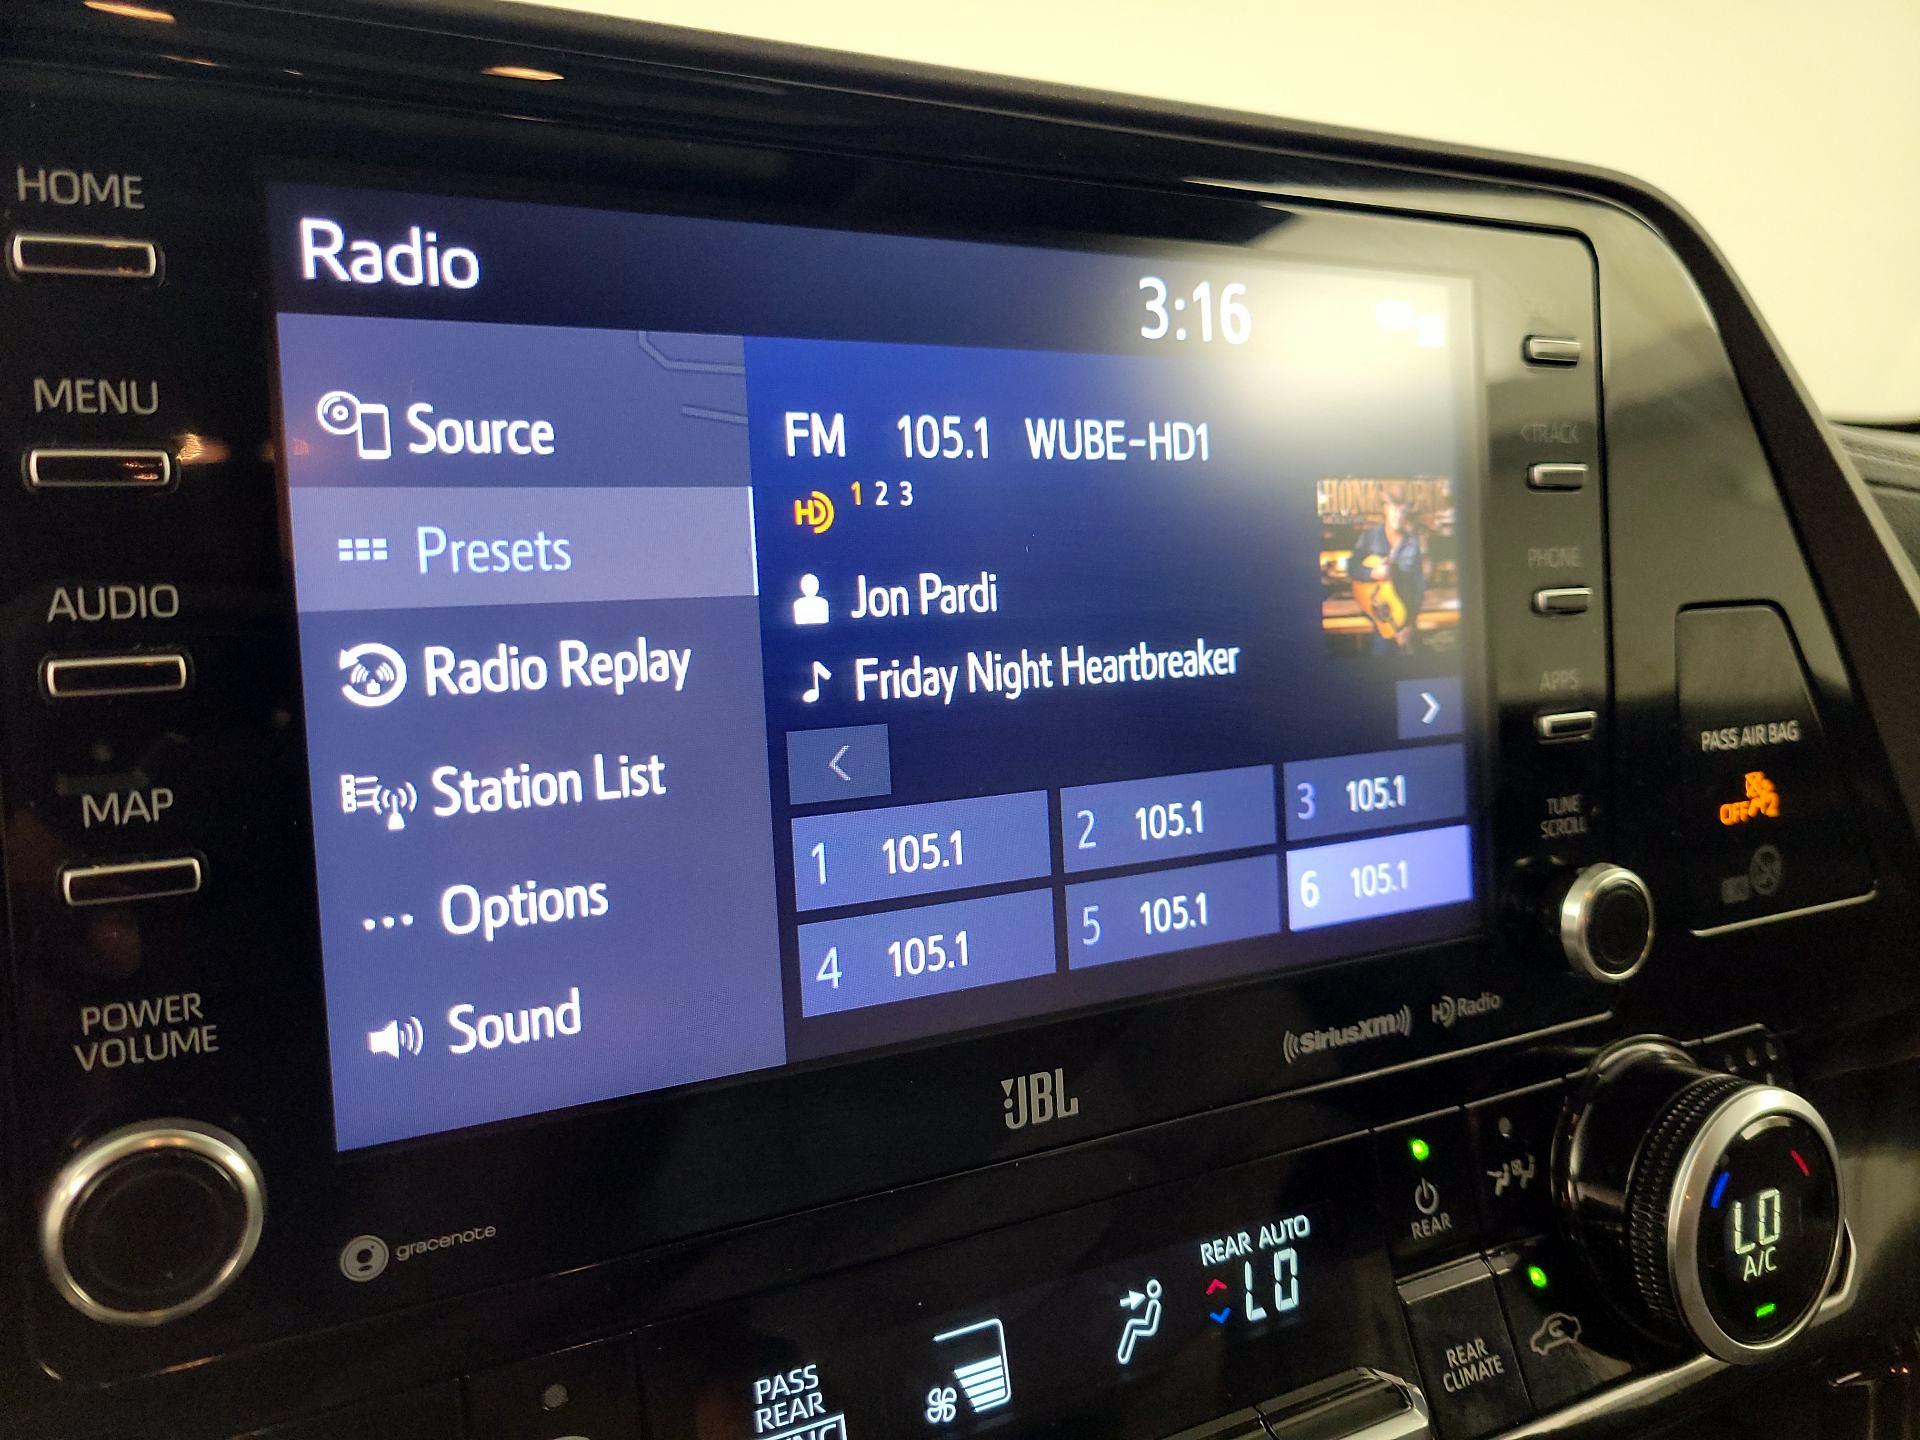 HOME
MENU
AUDIO
MAP
POWER
VOLUME
Radio
3:16
Source
Presets
Radio Replay
Station List
Options
Sound
FM 105.1 WUBE-HD1
HD 1 2 3
Jon Pardi
Friday Night Heartbreaker
1 105.1
2 105.1
3 105.1
4 105.1
5 105.1
6 105.1
<TRACK
PHONE
APPS
TUNE
SCROLL
PASS AIR BAG
OFF
2
gracenote
JBL
((SiriusXM))
HD Radio
REAR
REAR AUTO
LO
LO
A/C
REAR
CLIMATE
PASS
REAR